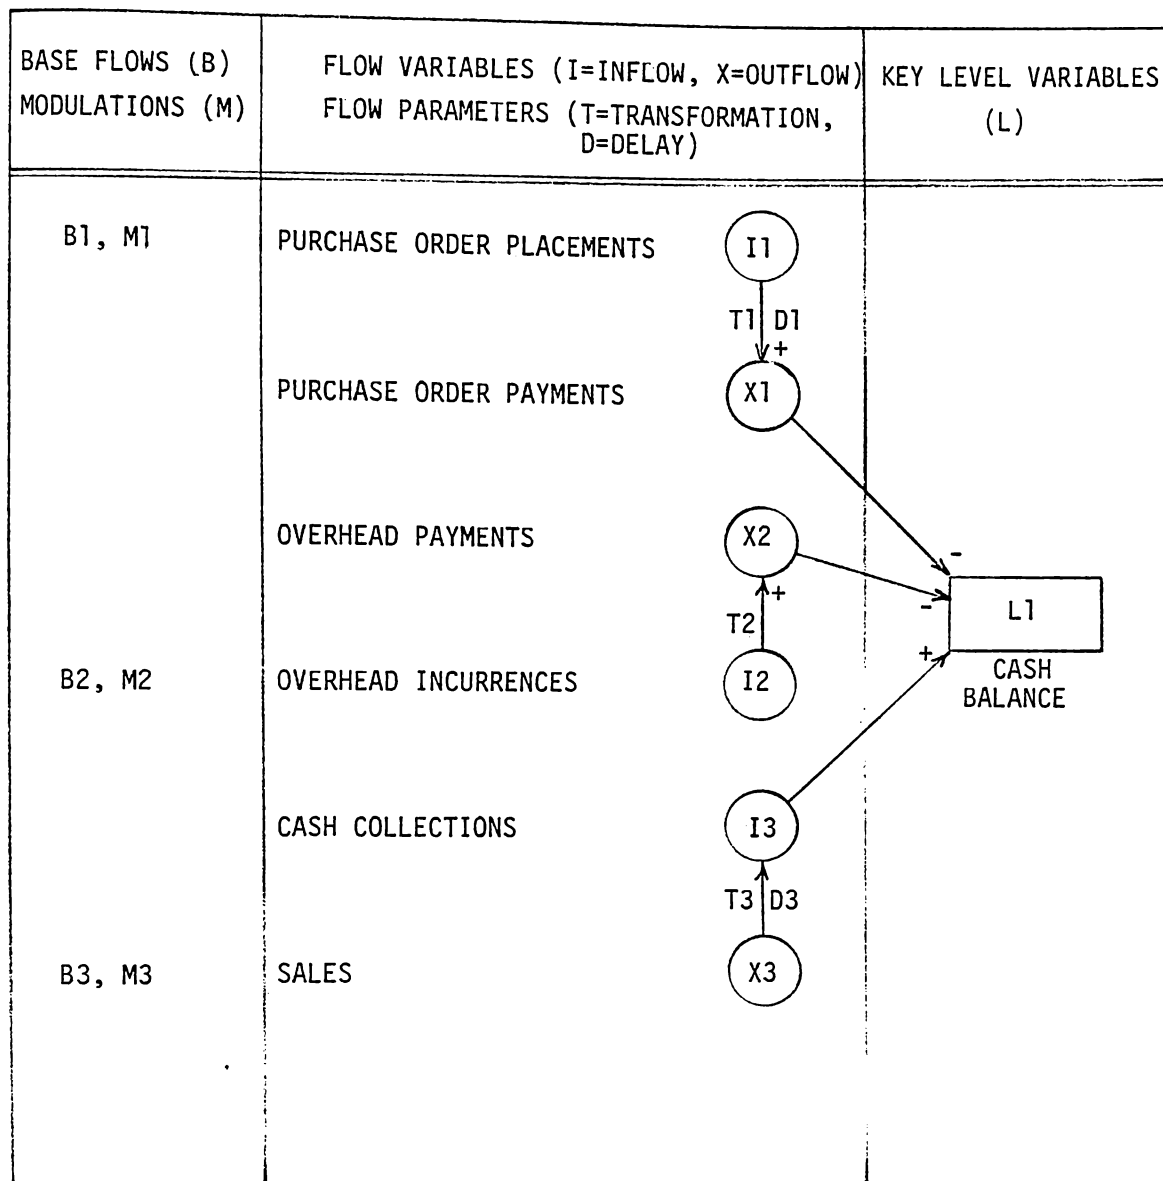 BASE FLOWS (B)
MODULATIONS (M)
FLOW VARIABLES (I=INFLOW, X=OUTFLOW)
FLOW PARAMETERS (T=TRANSFORMATION,
D=DELAY)
KEY LEVEL VARIABLES
(L)
B1, M1
PURCHASE ORDER PLACEMENTS
I1
T1 D1
+
PURCHASE ORDER PAYMENTS
X1
OVERHEAD PAYMENTS
X2
-
-
+
T2
L1
+
CASH
BALANCE
B2, M2
OVERHEAD INCURRENCES
I2
CASH COLLECTIONS
I3
T3 D3
B3, M3
SALES
X3